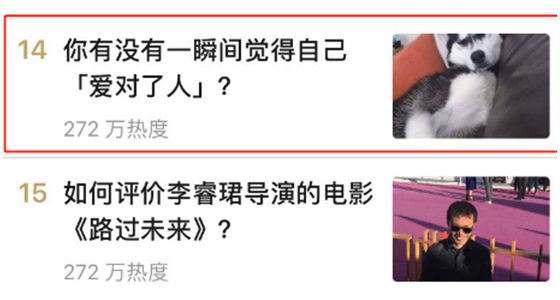 14 你有没有一瞬间觉得自己
「爱对了人」?
272 万热度
15 如何评价李睿珺导演的电影
《路过未来》?
272 万热度